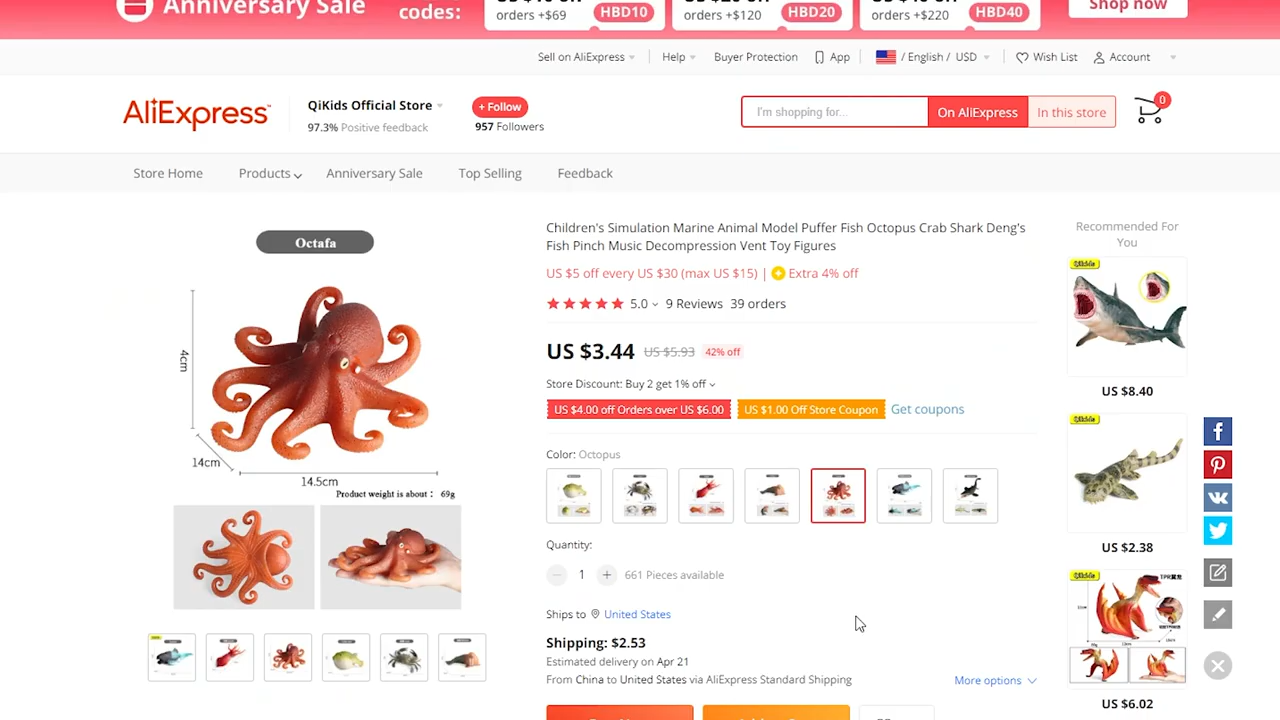 Anniversary Sale
codes:
orders +$69 HBD10
orders +$120 HBD20
orders +$220 HBD40
Shop now
Sell on AliExpress
Help
Buyer Protection
App
/ English / USD
Wish List
Account
AliExpress
QiKids Official Store
97.3% Positive feedback
+ Follow
957 Followers
I'm shopping for...
On AliExpress
In this store
0
Store Home
Products
Anniversary Sale
Top Selling
Feedback
Octafa
4cm
14cm
14.5cm
Product weight is about： 69g
Children's Simulation Marine Animal Model Puffer Fish Octopus Crab Shark Deng's
Fish Pinch Music Decompression Vent Toy Figures
US $5 off every US $30 (max US $15) | Extra 4% off
5.0 9 Reviews 39 orders
US $3.44 US $5.93 42% off
Store Discount: Buy 2 get 1% off
US $4.00 off Orders over US $6.00 US $1.00 Off Store Coupon Get coupons
Color: Octopus
Quantity:
1 661 Pieces available
Ships to United States
Shipping: $2.53
Estimated delivery on Apr 21
From China to United States via AliExpress Standard Shipping
More options
Recommended For
You
US $8.40
US $2.38
US $6.02